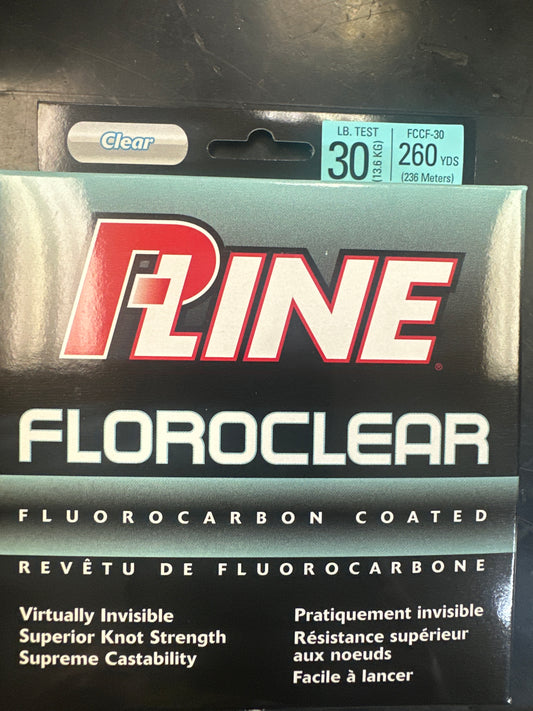 Clear
LB. TEST
30
(13.6 KG)
FCCF-30
260 YDS
(236 Meters)
P-LINE®
FLOROCLEAR
FLUOROCARBON COATED
REVÊTU DE FLUOROCARBONE
Virtually Invisible
Superior Knot Strength
Supreme Castability
Pratiquement invisible
Résistance supérieur
aux noeuds
Facile à lancer